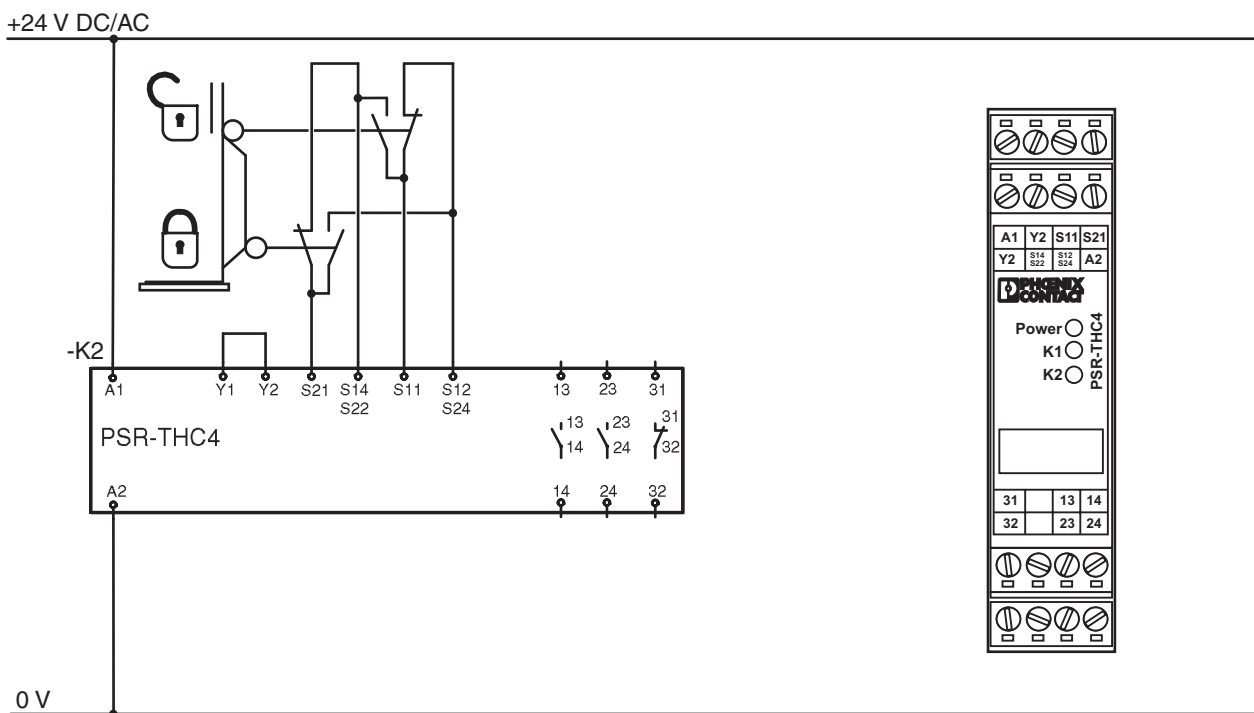 +24 V DC/AC
-K2
A1 Y1 Y2 S21 S14 S11 S12 13 23 31
S22 S24
PSR-THC4
13 23 31
14 24 32
A2 14 24 32
0 V
A1 Y2 S11 S21
Y2 S14 S22 S12 S24 A2
PHŒNIX
CONTACT
Power
K1
K2
PSR-THC4
31 13 14
32 23 24